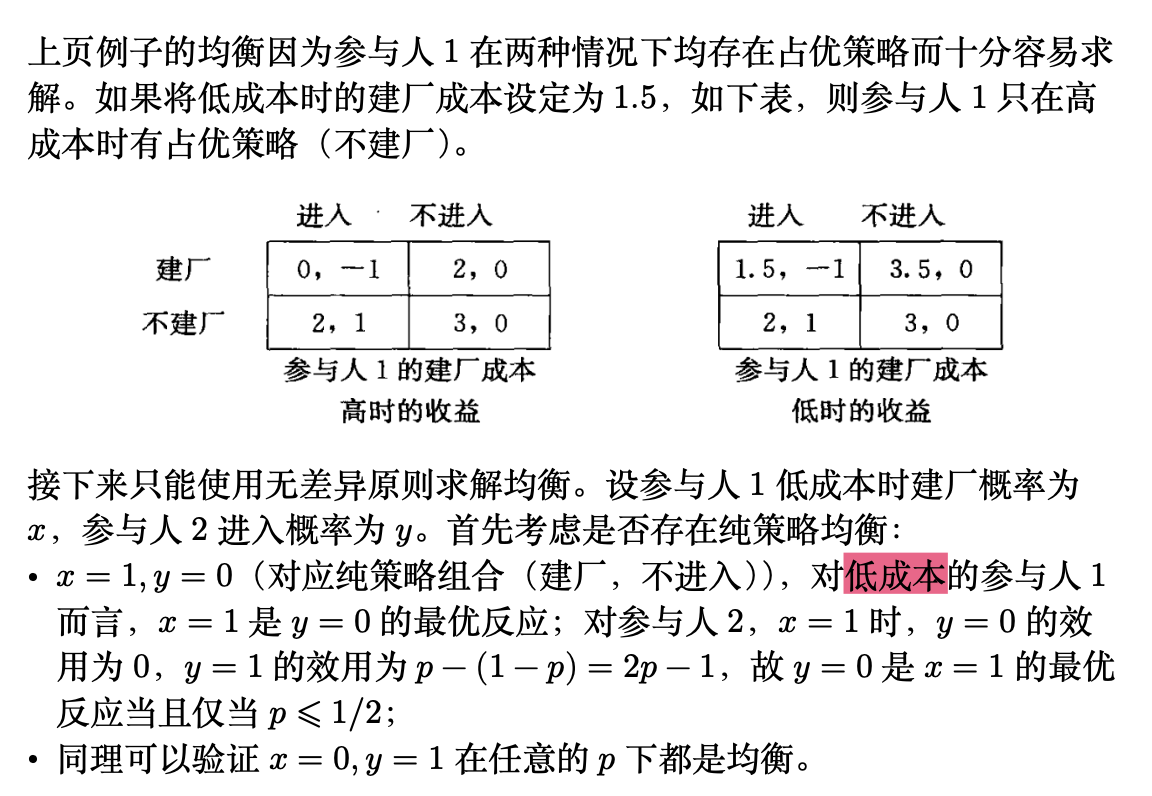 上页例子的均衡因为参与人 1 在两种情况下均存在占优策略而十分容易求
解。如果将低成本时的建厂成本设定为 1.5，如下表，则参与人 1 只在高
成本时有占优策略（不建厂）。
进入 不进入 进入 不进入
建厂 0，−1 2，0 1.5，−1 3.5，0
不建厂 2，1 3，0 2，1 3，0
参与人 1 的建厂成本 参与人 1 的建厂成本
高时的收益 低时的收益
接下来只能使用无差异原则求解均衡。设参与人 1 低成本时建厂概率为
x，参与人 2 进入概率为 y。首先考虑是否存在纯策略均衡：
• x = 1, y = 0（对应纯策略组合（建厂，不进入）），对低成本的参与人 1
而言，x = 1 是 y = 0 的最优反应；对参与人 2，x = 1 时，y = 0 的效
用为 0，y = 1 的效用为 p − (1 − p) = 2p − 1，故 y = 0 是 x = 1 的最优
反应当且仅当 p ⩽ 1/2；
• 同理可以验证 x = 0, y = 1 在任意的 p 下都是均衡。